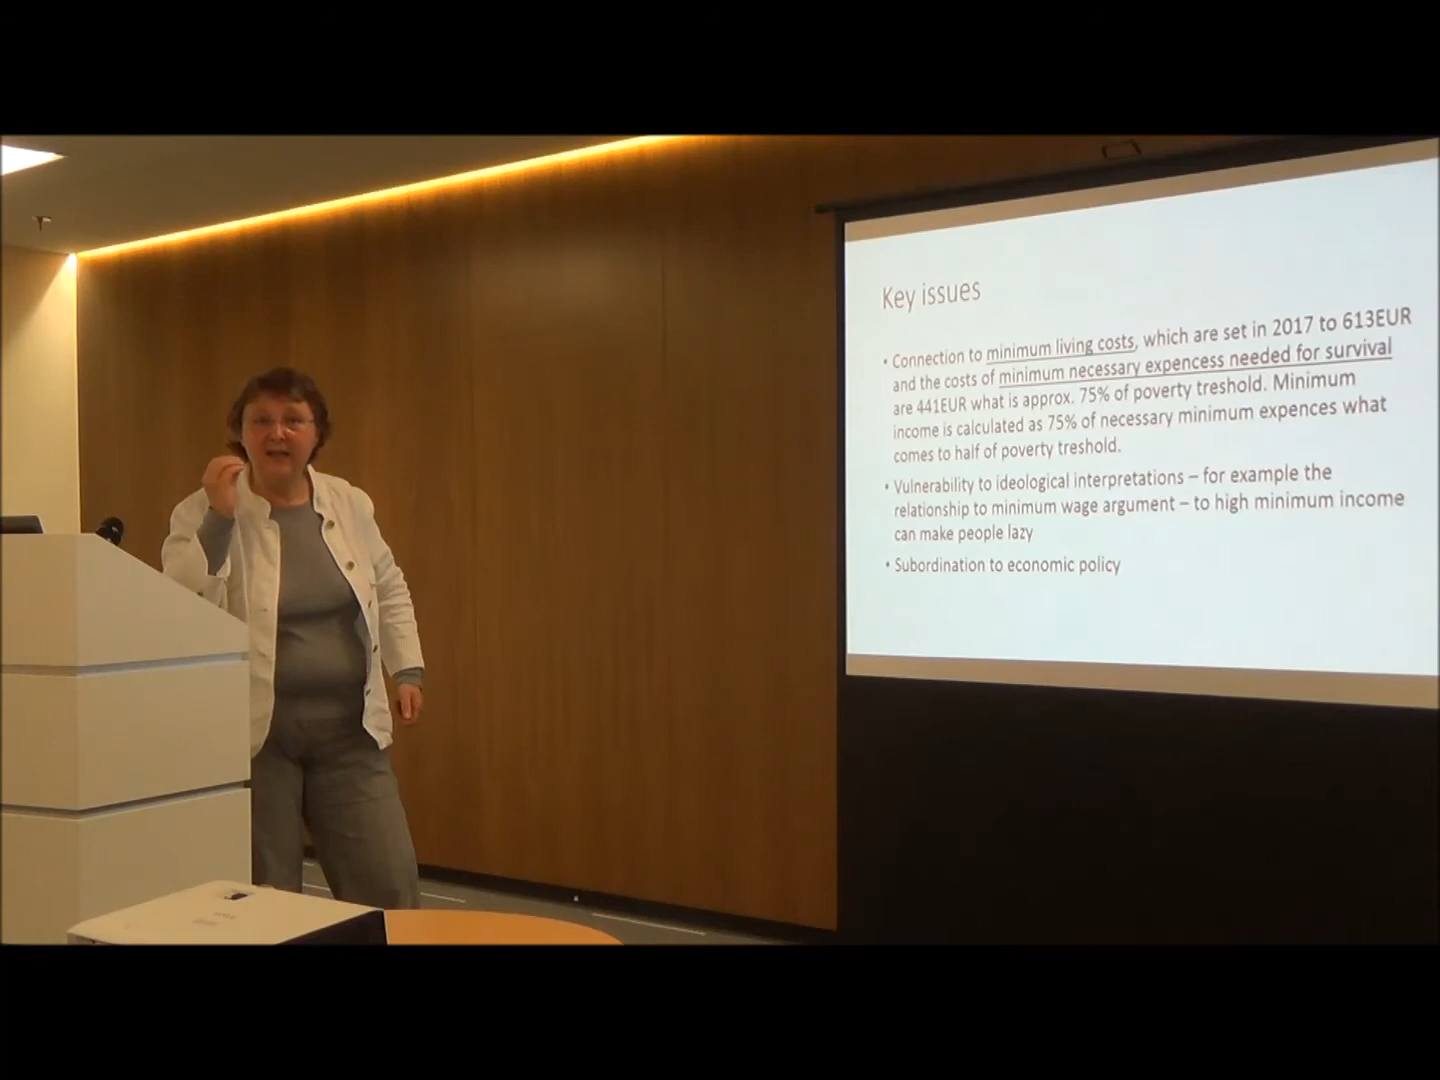 Key issues
• Connection to minimum living costs, which are set in 2017 to 613EUR
and the costs of minimum necessary expencess needed for survival
are 441EUR what is approx. 75% of poverty treshold. Minimum
income is calculated as 75% of necessary minimum expences what
comes to half of poverty treshold.
• Vulnerability to ideological interpretations – for example the
relationship to minimum wage argument – to high minimum income
can make people lazy
• Subordination to economic policy